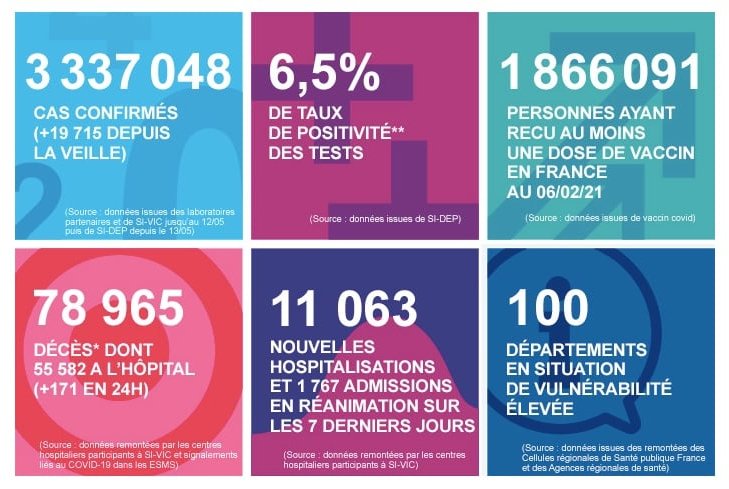 3 337 048
CAS CONFIRMÉS
(+19 715 DEPUIS
LA VEILLE)
(Source : données issues des laboratoires
partenaires et de SI-VIC jusqu'au 12/05
puis de SI-DEP depuis le 13/05)
6,5%
DE TAUX
DE POSITIVITÉ**
DES TESTS
(Source : données issues de SI-DEP)
1 866 091
PERSONNES AYANT
RECU AU MOINS
UNE DOSE DE VACCIN
EN FRANCE
AU 06/02/21
(Source : données issues de vaccin covid)
78 965
DÉCÈS* DONT
55 582 A L'HÔPITAL
(+171 EN 24H)
(Source : données remontées par les centres
hospitaliers participants à SI-VIC et signalements
liés au COVID-19 dans les ESMS)
11 063
NOUVELLES
HOSPITALISATIONS
ET 1 767 ADMISSIONS
EN RÉANIMATION SUR
LES 7 DERNIERS JOURS
(Source : données remontées par les centres
hospitaliers participants à SI-VIC)
100
DÉPARTEMENTS
EN SITUATION
DE VULNÉRABILITÉ
ÉLEVÉE
(Source : données issues des remontées des
Cellules régionales de Santé publique France
et des Agences régionales de santé)